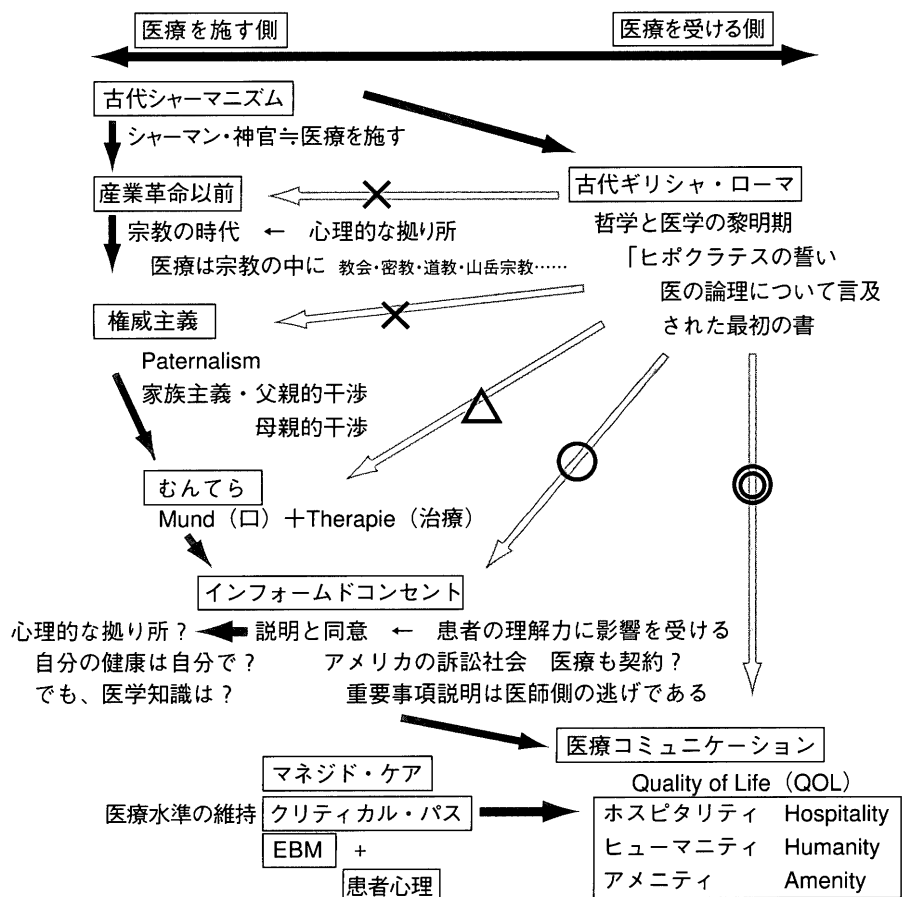 医療を施す側
医療を受ける側
古代シャーマニズム
シャーマン・神官≒医療を施す
産業革命以前
古代ギリシャ・ローマ
宗教の時代 ← 心理的な拠り所
哲学と医学の黎明期
医療は宗教の中に 教会・密教・道教・山岳宗教……
「ヒポクラテスの誓い
医の論理について言及
された最初の書
権威主義
Paternalism
家族主義・父親的干渉
母親的干渉
むんてら
Mund（口）＋Therapie（治療）
インフォームドコンセント
心理的な拠り所？ 説明と同意 ← 患者の理解力に影響を受ける
自分の健康は自分で？ アメリカの訴訟社会 医療も契約？
でも、医学知識は？ 重要事項説明は医師側の逃げである
医療コミュニケーション
マネジド・ケア
Quality of Life（QOL）
医療水準の維持 クリティカル・パス
ホスピタリティ Hospitality
EBM +
ヒューマニティ Humanity
患者心理
アメニティ Amenity